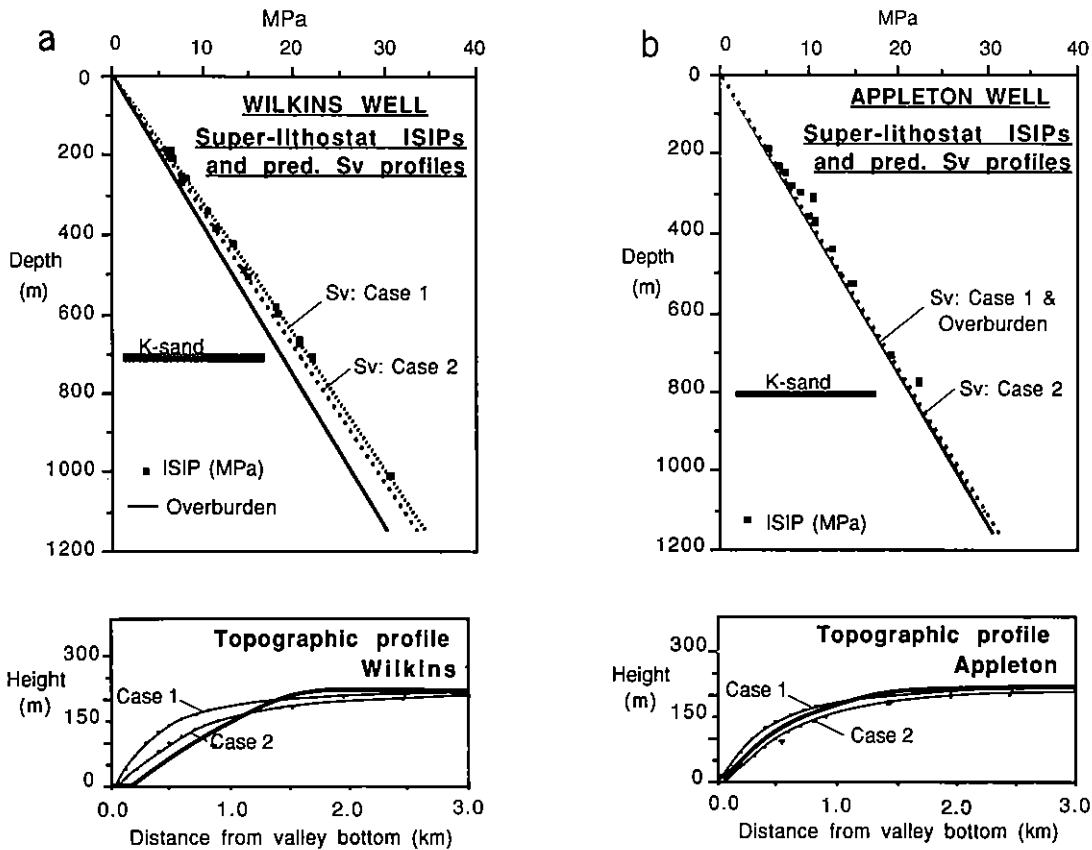 a
MPa
0 10 20 30 40
0
200
400
600
800
1000
1200
Depth
(m)
WILKINS WELL
Super-lithostat ISIPs
and pred. Sv profiles
Sv: Case 1
K-sand
Sv: Case 2
ISIP (MPa)
Overburden
Topographic profile
Wilkins
Height
(m)
300
150
0
Case 1
Case 2
0.0 1.0 2.0 3.0
Distance from valley bottom (km)
b
MPa
0 10 20 30 40
0
200
400
600
800
1000
1200
Depth
(m)
APPLETON WELL
Super-lithostat ISIPs
and pred. Sv profiles
Sv: Case 1 &
Overburden
K-sand
Sv: Case 2
ISIP (MPa)
Topographic profile
Appleton
Height
(m)
300
150
0
Case 1
Case 2
0.0 1.0 2.0 3.0
Distance from valley bottom (km)